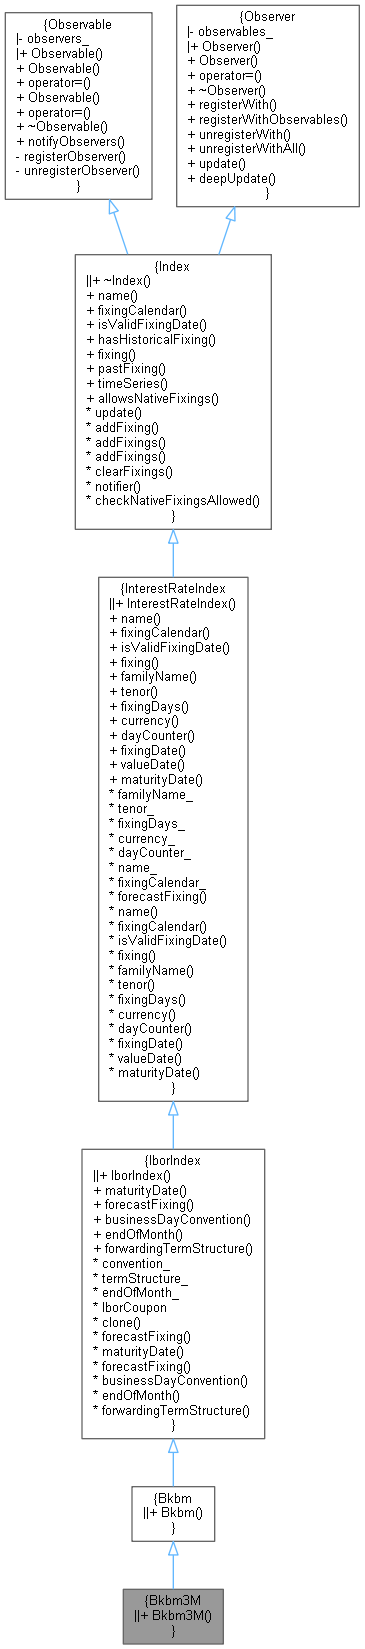 {Observable
|- observers_
|+ Observable()
+ Observable()
+ operator=()
+ Observable()
+ operator=()
+ ~Observable()
+ notifyObservers()
- registerObserver()
- unregisterObserver()
}
{Observer
|- observables_
|+ Observer()
+ Observer()
+ operator=()
+ ~Observer()
+ registerWith()
+ registerWithObservables()
+ unregisterWith()
+ unregisterWithAll()
+ update()
+ deepUpdate()
}
{Index
||+ ~Index()
+ name()
+ fixingCalendar()
+ isValidFixingDate()
+ hasHistoricalFixing()
+ fixing()
+ pastFixing()
+ timeSeries()
+ allowsNativeFixings()
* update()
* addFixing()
* addFixings()
* addFixings()
* clearFixings()
* notifier()
* checkNativeFixingsAllowed()
}
{InterestRateIndex
||+ InterestRateIndex()
+ name()
+ fixingCalendar()
+ isValidFixingDate()
+ fixing()
+ familyName()
+ tenor()
+ fixingDays()
+ currency()
+ dayCounter()
+ fixingDate()
+ valueDate()
+ maturityDate()
* familyName_
* tenor_
* fixingDays_
* currency_
* dayCounter_
* name_
* fixingCalendar_
* forecastFixing()
* name()
* fixingCalendar()
* isValidFixingDate()
* fixing()
* familyName()
* tenor()
* fixingDays()
* currency()
* dayCounter()
* fixingDate()
* valueDate()
* maturityDate()
}
{IborIndex
||+ IborIndex()
+ maturityDate()
+ forecastFixing()
+ businessDayConvention()
+ endOfMonth()
+ forwardingTermStructure()
* convention_
* termStructure_
* endOfMonth_
* IborCoupon
* clone()
* forecastFixing()
* maturityDate()
* forecastFixing()
* businessDayConvention()
* endOfMonth()
* forwardingTermStructure()
}
{Bkbm
||+ Bkbm()
}
{Bkbm3M
||+ Bkbm3M()
}